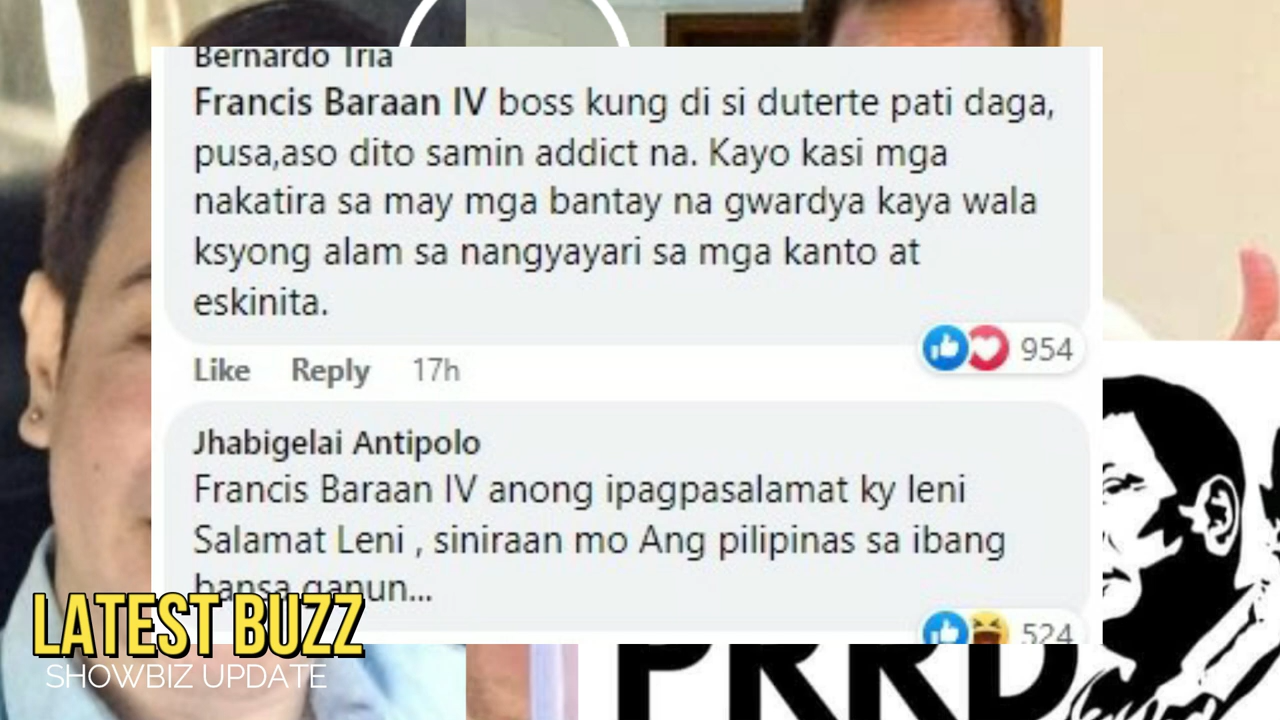 Bernardo Tria
Francis Baraan IV boss kung di si duterte pati daga,
pusa,aso dito samin addict na. Kayo kasi mga
nakatira sa may mga bantay na gwardya kaya wala
ksyong alam sa nangyayari sa mga kanto at
eskinita.
954
Like Reply 17h
Jhabigelai Antipolo
Francis Baraan IV anong ipagpasalamat ky leni
Salamat Leni , siniraan mo Ang pilipinas sa ibang
bansa ganun...
524
LATEST BUZZ
SHOWBIZ UPDATE
PRRD